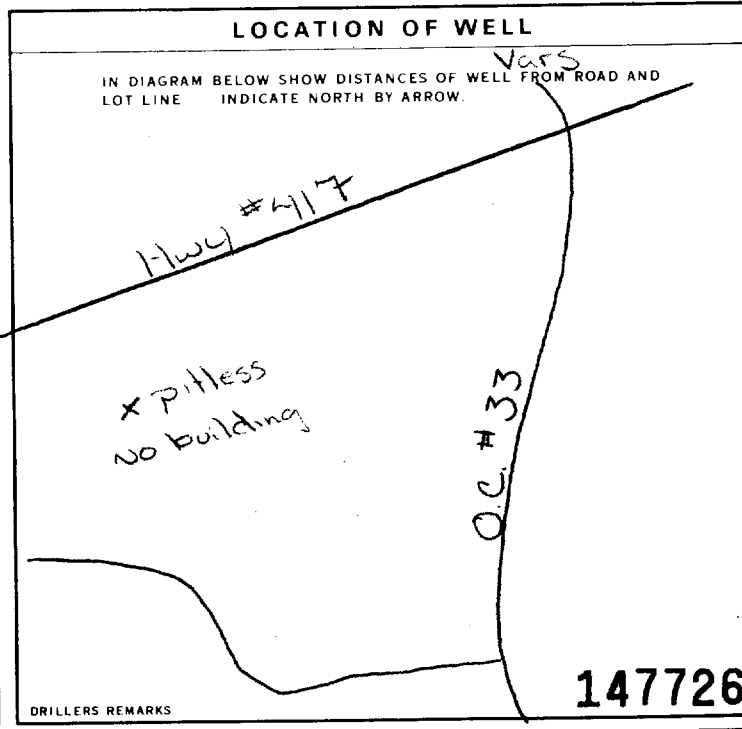 LOCATION OF WELL
Vars
IN DIAGRAM BELOW SHOW DISTANCES OF WELL FROM ROAD AND
LOT LINE INDICATE NORTH BY ARROW.
Hwy #417
x pitless
No building
O.C. #33
DRILLERS REMARKS
147726